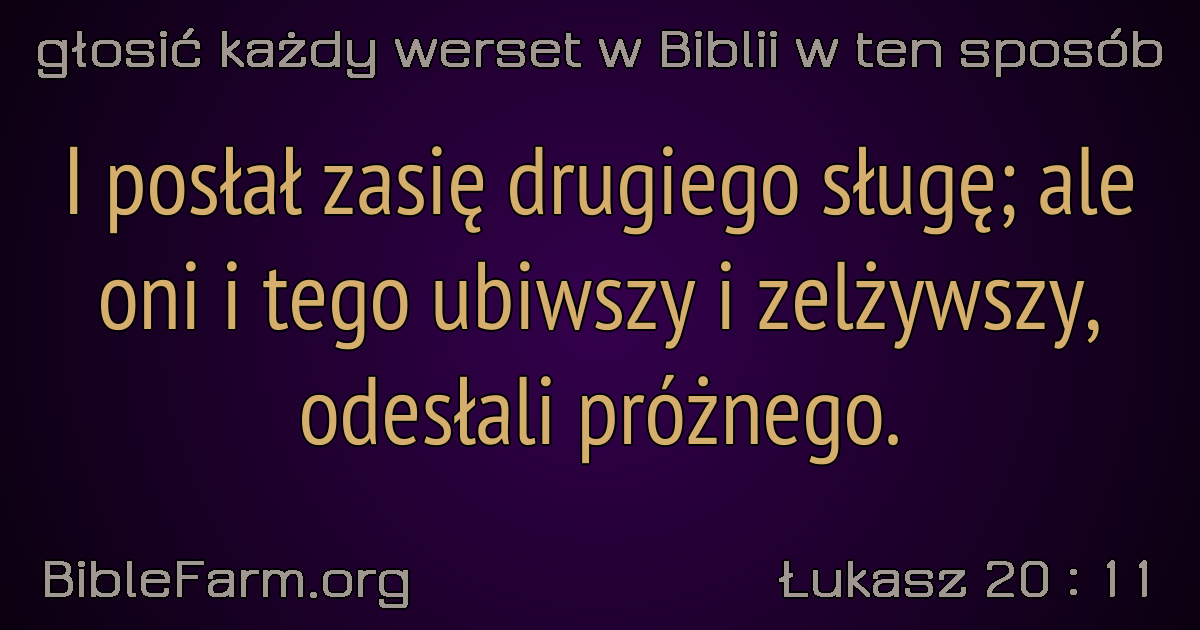 głosić każdy werset w Biblii w ten sposób
I posłał zasię drugiego sługę; ale
oni i tego ubiwszy i zelżywszy,
odesłali próżnego.
BibleFarm.org
Łukasz 20 : 11